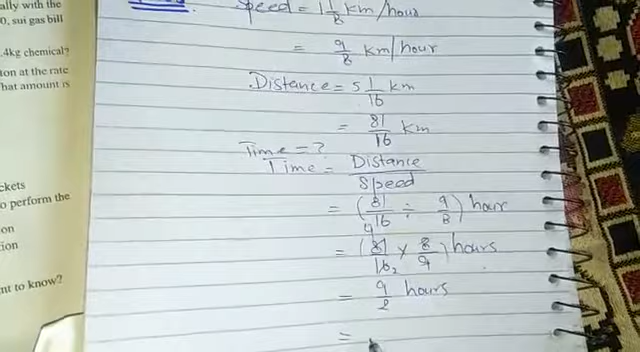 ally with the
0, sui gas bill
4kg chemical?
ton at the rate
hat amount is
ckets
o perform the
on
ion
nt to know?
Speed = 1 1/8 km/hour
= 9/8 km/hour
Distance = 5 1/16 km
= 81/16 km
Time = ?
Time = Distance/Speed
= (81/16 ÷ 9/8) hour
= (81/16 × 8/9) hours
= 9/2 hours
=